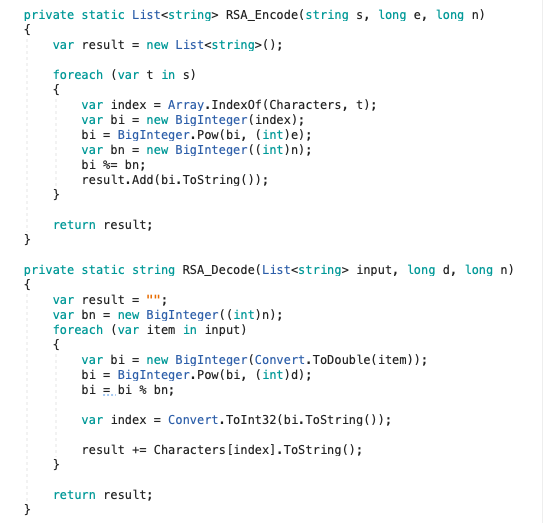 private static List<string> RSA_Encode(string s, long e, long n)
{
    var result = new List<string>();

    foreach (var t in s)
    {
        var index = Array.IndexOf(Characters, t);
        var bi = new BigInteger(index);
        bi = BigInteger.Pow(bi, (int)e);
        var bn = new BigInteger((int)n);
        bi %= bn;
        result.Add(bi.ToString());
    }

    return result;
}

private static string RSA_Decode(List<string> input, long d, long n)
{
    var result = "";
    var bn = new BigInteger((int)n);
    foreach (var item in input)
    {
        var bi = new BigInteger(Convert.ToDouble(item));
        bi = BigInteger.Pow(bi, (int)d);
        bi = bi % bn;

        var index = Convert.ToInt32(bi.ToString());

        result += Characters[index].ToString();
    }

    return result;
}